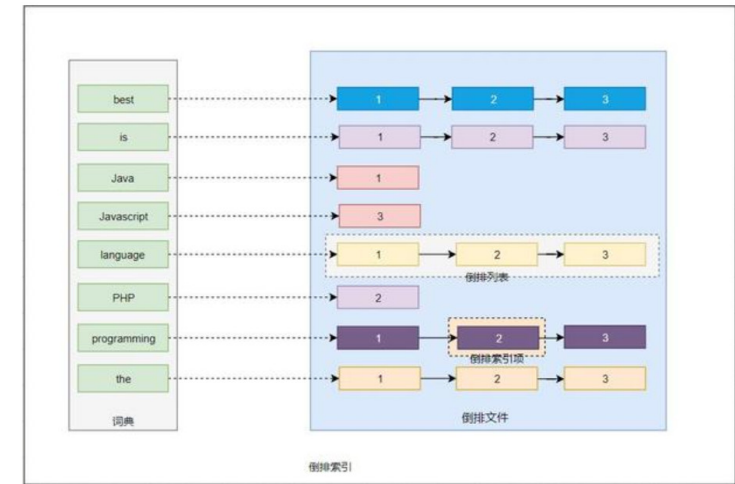 best 1 2 3
is 1 2 3
Java 1
Javascript 3
language 1 2 3
倒排列表
PHP 2
programming 1 2 3
倒排索引项
the 1 2 3
词典
倒排文件
倒排索引